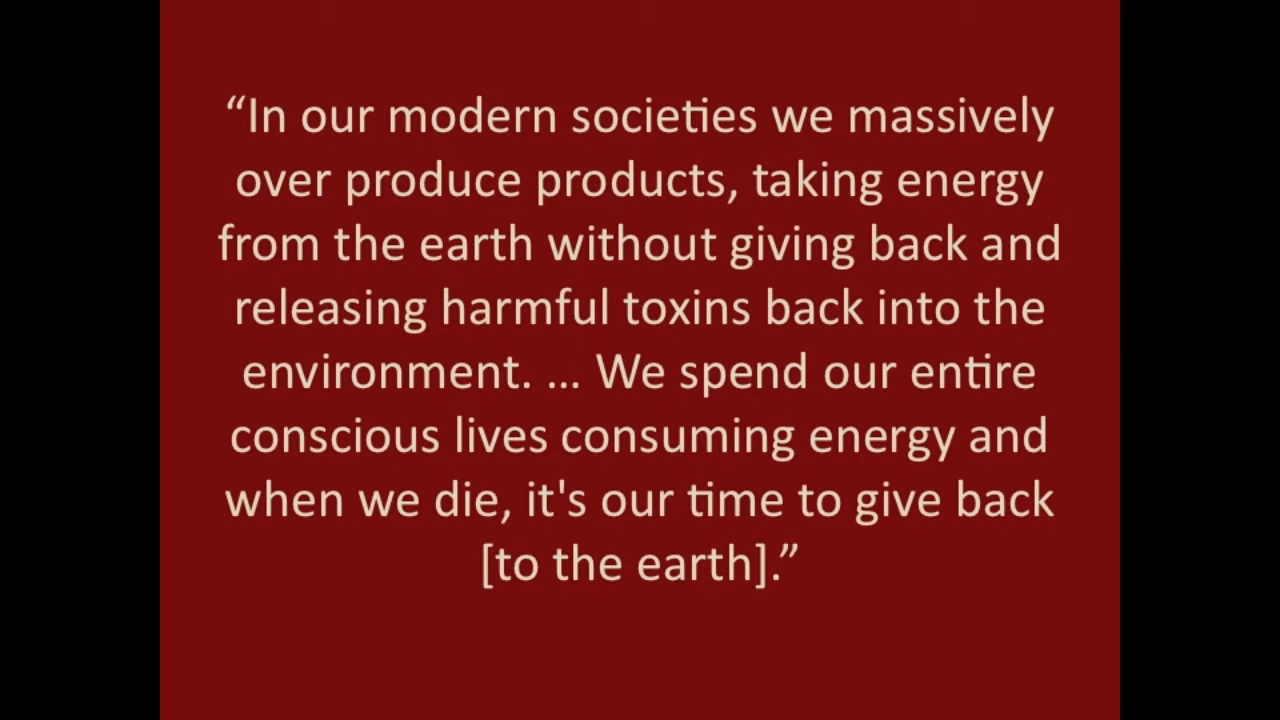 “In our modern societies we massively
over produce products, taking energy
from the earth without giving back and
releasing harmful toxins back into the
environment. … We spend our entire
conscious lives consuming energy and
when we die, it's our time to give back
[to the earth].”